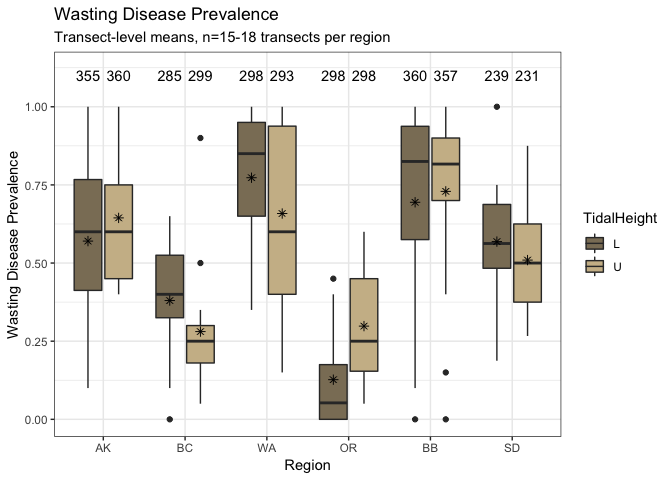 Wasting Disease Prevalence
Transect-level means, n=15-18 transects per region
355 360 285 299 298 293 298 298 360 357 239 231
1.00
0.75
0.50
0.25
0.00
Wasting Disease Prevalence
AK BC WA OR BB SD
Region
TidalHeight
L
U